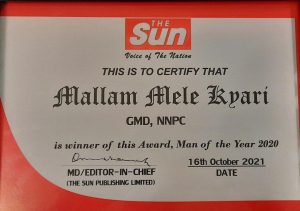 THE
Sun
Voice of The Nation
THIS IS TO CERTIFY THAT
Mallam Mele Kyari
GMD, NNPC
is winner of this Award, Man of the Year 2020
16th October 2021
MD/EDITOR-IN-CHIEF
DATE
(THE SUN PUBLISHING LIMITED)